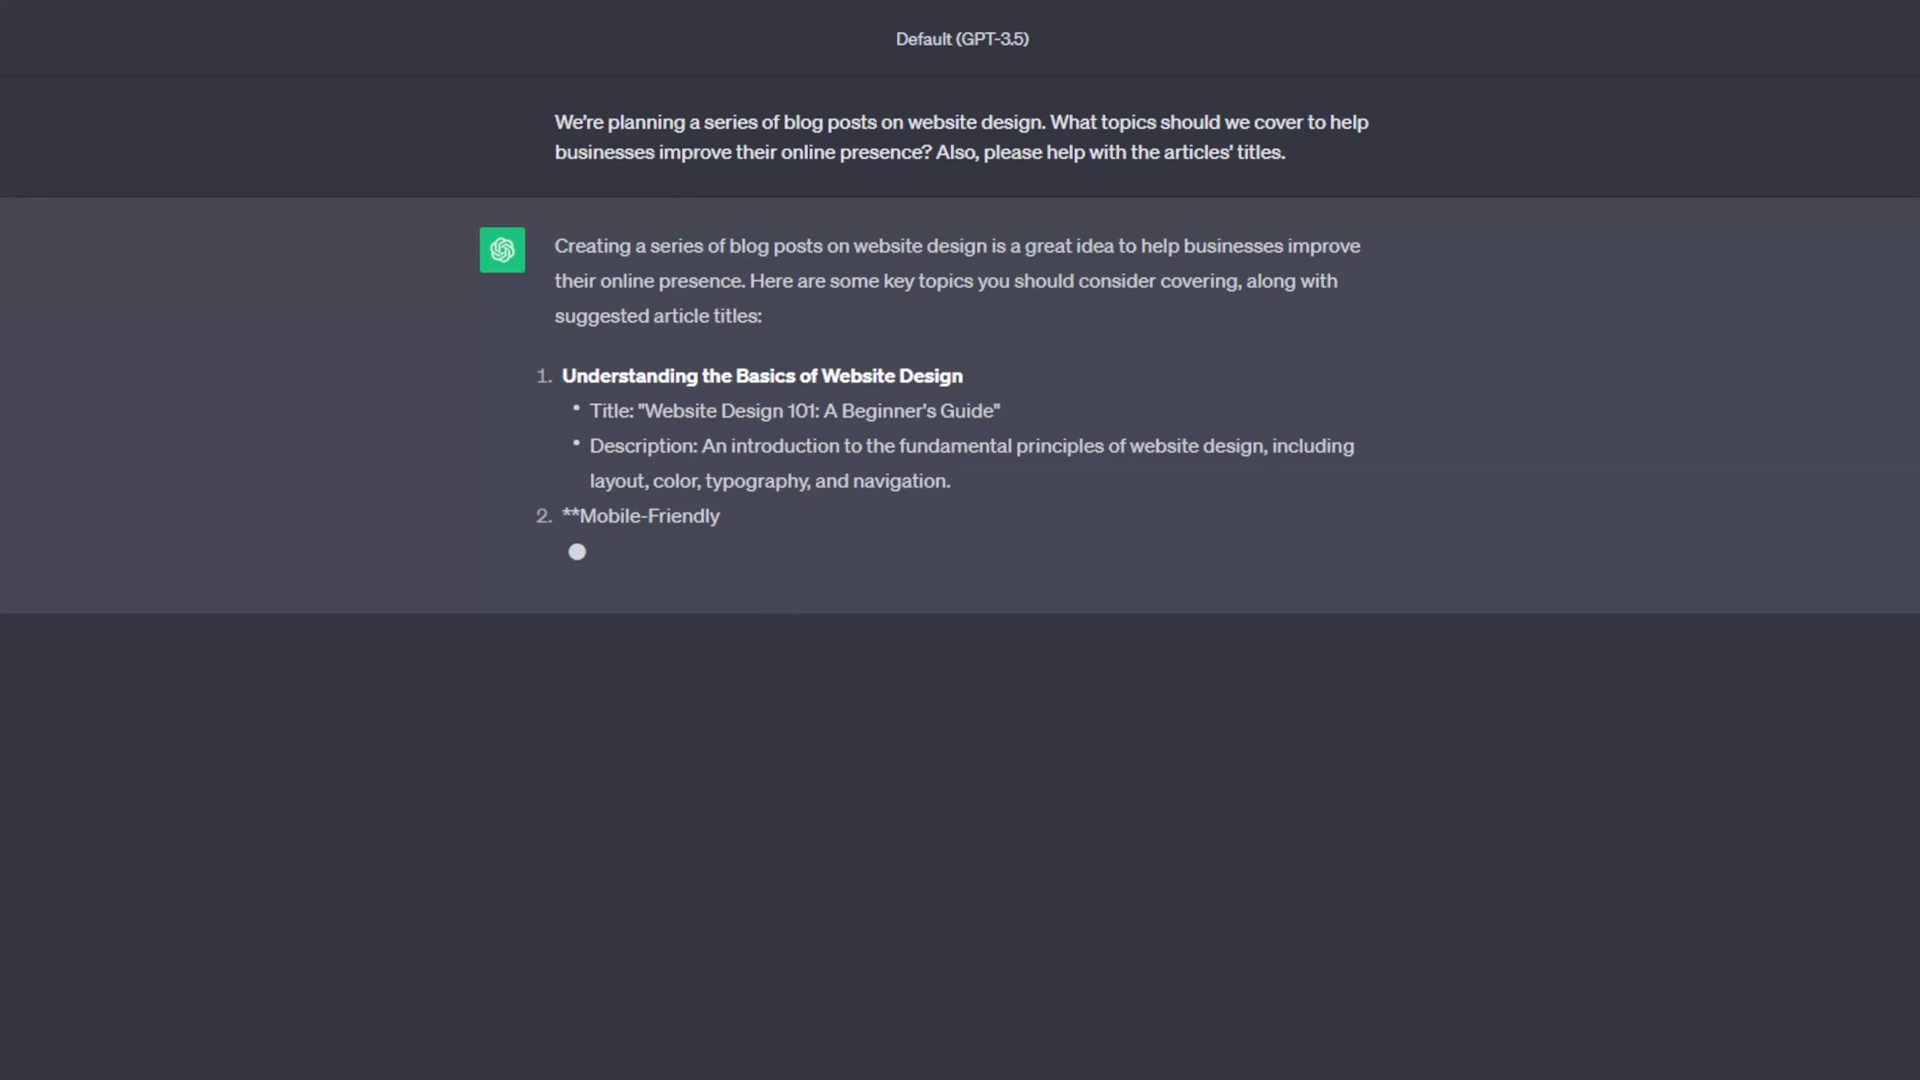 Default (GPT-3.5)
We’re planning a series of blog posts on website design. What topics should we cover to help
businesses improve their online presence? Also, please help with the articles’ titles.
Creating a series of blog posts on website design is a great idea to help businesses improve
their online presence. Here are some key topics you should consider covering, along with
suggested article titles:
1. Understanding the Basics of Website Design
• Title: "Website Design 101: A Beginner's Guide"
• Description: An introduction to the fundamental principles of website design, including
layout, color, typography, and navigation.
2. **Mobile-Friendly